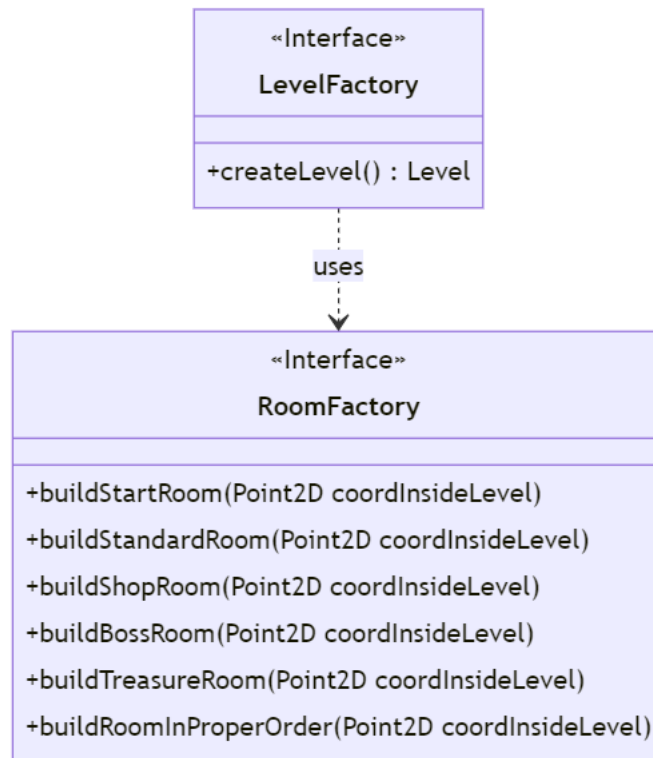 «Interface»
LevelFactory
+createLevel() : Level
uses
«Interface»
RoomFactory
+buildStartRoom(Point2D coordInsideLevel)
+buildStandardRoom(Point2D coordInsideLevel)
+buildShopRoom(Point2D coordInsideLevel)
+buildBossRoom(Point2D coordInsideLevel)
+buildTreasureRoom(Point2D coordInsideLevel)
+buildRoomInProperOrder(Point2D coordInsideLevel)